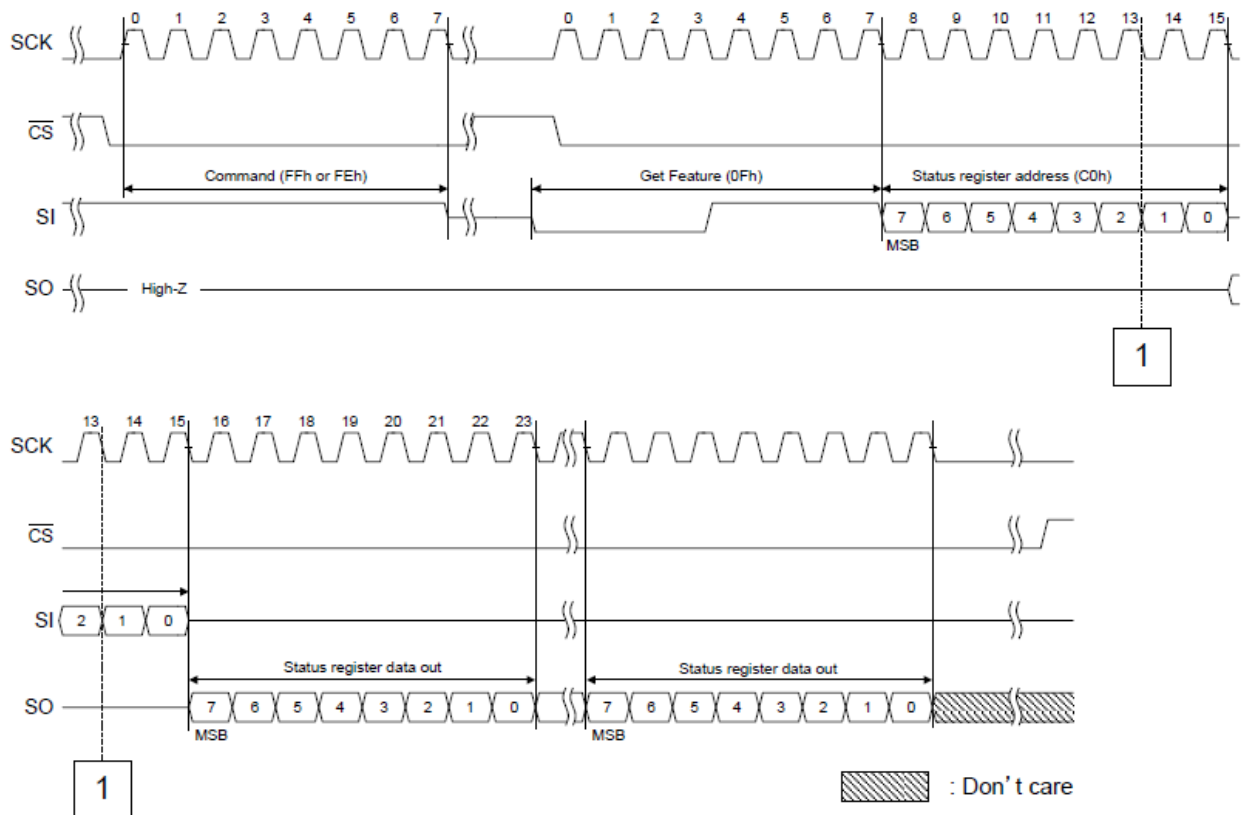 0 1 2 3 4 5 6 7 0 1 2 3 4 5 6 7 8 9 10 11 12 13 14 15
SCK
CS
Command (FFh or FEh) Get Feature (0Fh) Status register address (C0h)
SI 7 6 5 4 3 2 1 0
MSB
SO High-Z
1
13 14 15 16 17 18 19 20 21 22 23
SCK
CS
SI 2 1 0
Status register data out Status register data out
SO 7 6 5 4 3 2 1 0 7 6 5 4 3 2 1 0
MSB MSB
1
: Don't care